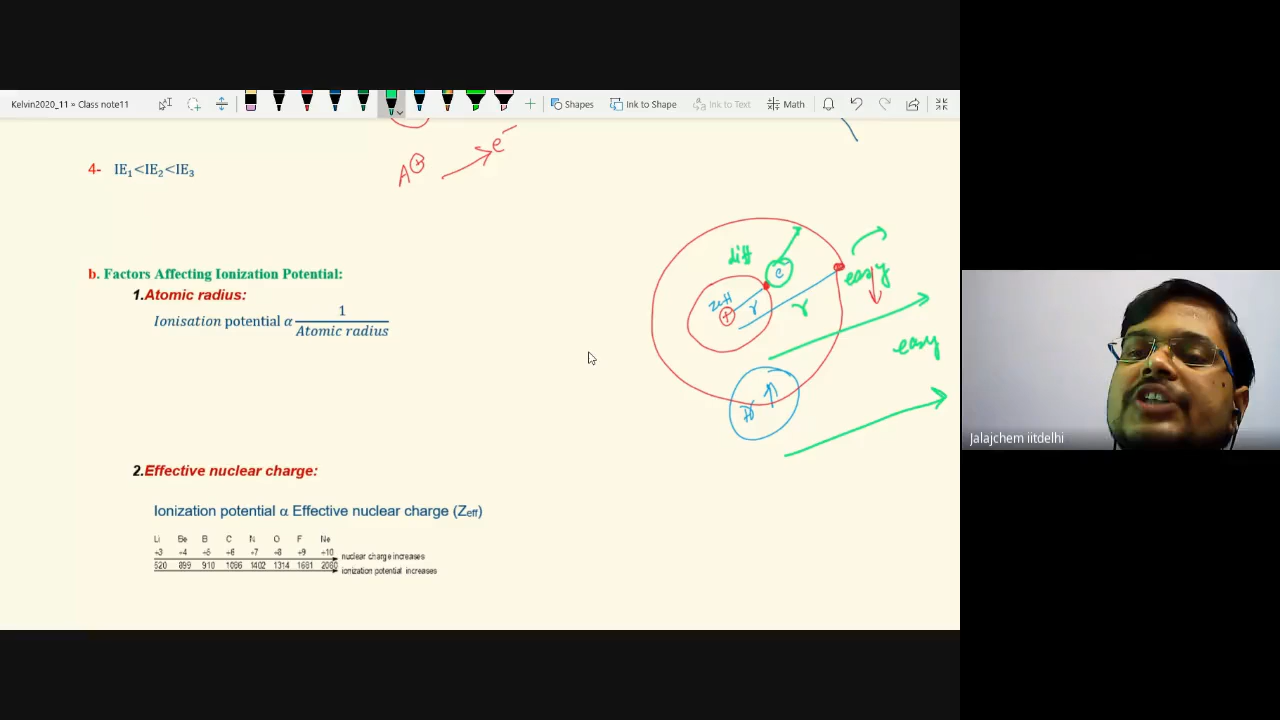 Kelvin2020_11 » Class note11
Shapes
Ink to Shape
Ink to Text
Math
A⊕ → e⁻
4- IE₁<IE₂<IE₃
b. Factors Affecting Ionization Potential:
1.Atomic radius:
Ionisation potential α 1/Atomic radius
diff
e
easy
Zeff
+
r
r
easy
2.Effective nuclear charge:
Ionization potential α Effective nuclear charge (Zeff)
Li Be B C N O F Ne
+3 +4 +5 +6 +7 +8 +9 +10 nuclear charge increases
520 899 910 1086 1402 1314 1681 2080 ionization potential increases
Jalajchem iitdelhi